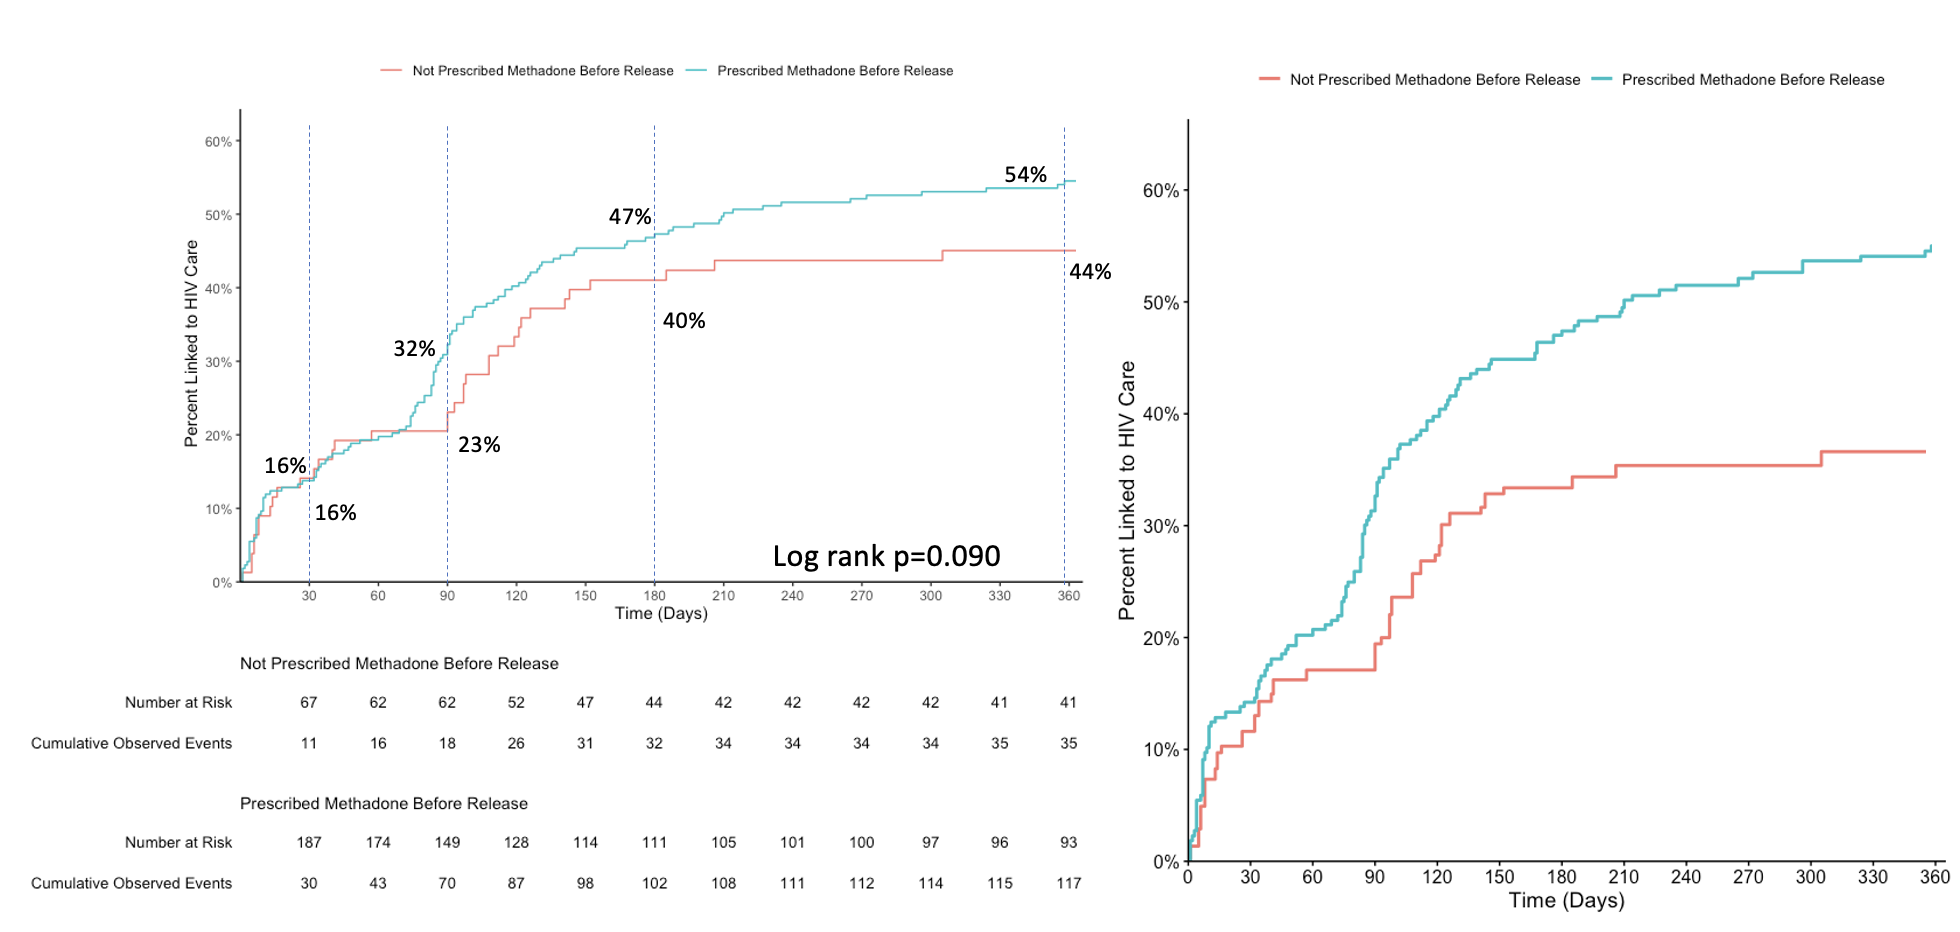 Not Prescribed Methadone Before Release Prescribed Methadone Before Release
Percent Linked to HIV Care
60%
50%
40%
30%
20%
10%
0%
54%
47%
44%
40%
32%
23%
16%
16%
Log rank p=0.090
30 60 90 120 150 180 210 240 270 300 330 360
Time (Days)
Not Prescribed Methadone Before Release
Number at Risk 67 62 62 52 47 44 42 42 42 42 41 41
Cumulative Observed Events 11 16 18 26 31 32 34 34 34 34 35 35
Prescribed Methadone Before Release
Number at Risk 187 174 149 128 114 111 105 101 100 97 96 93
Cumulative Observed Events 30 43 70 87 98 102 108 111 112 114 115 117
Not Prescribed Methadone Before Release Prescribed Methadone Before Release
Percent Linked to HIV Care
60%
50%
40%
30%
20%
10%
0%
0 30 60 90 120 150 180 210 240 270 300 330 360
Time (Days)